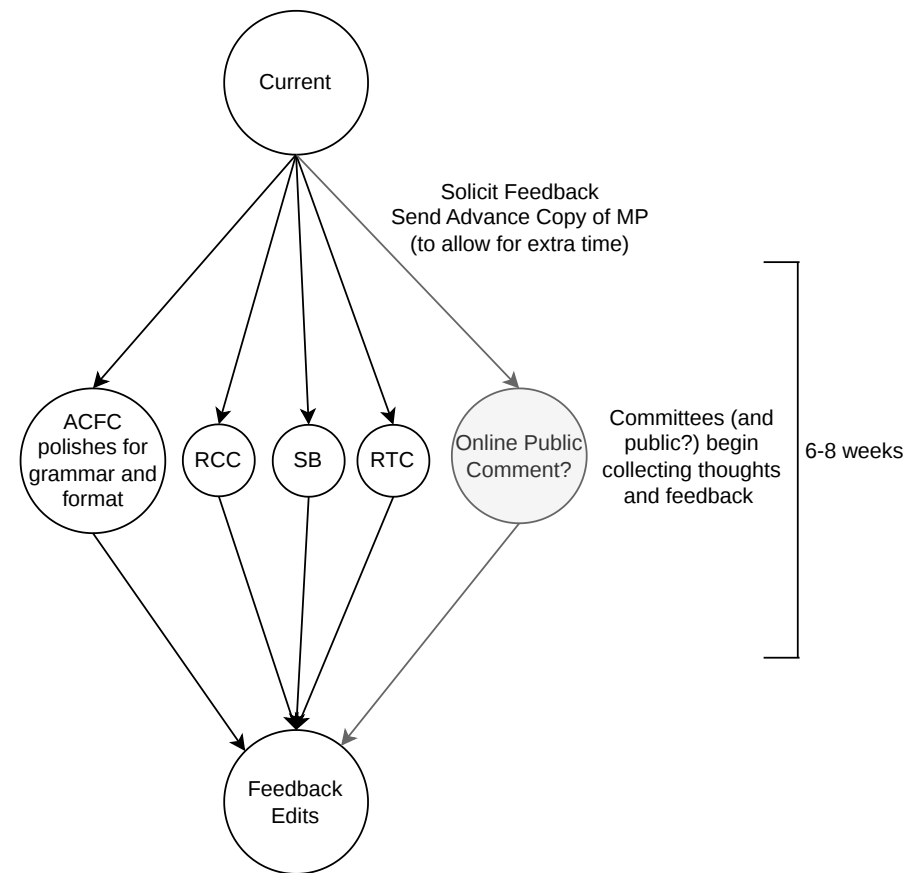 Current
Solicit Feedback
Send Advance Copy of MP
(to allow for extra time)
ACFC
polishes for
grammar and
format
RCC
SB
RTC
Online Public
Comment?
Committees (and
public?) begin
collecting thoughts
and feedback
6-8 weeks
Feedback
Edits